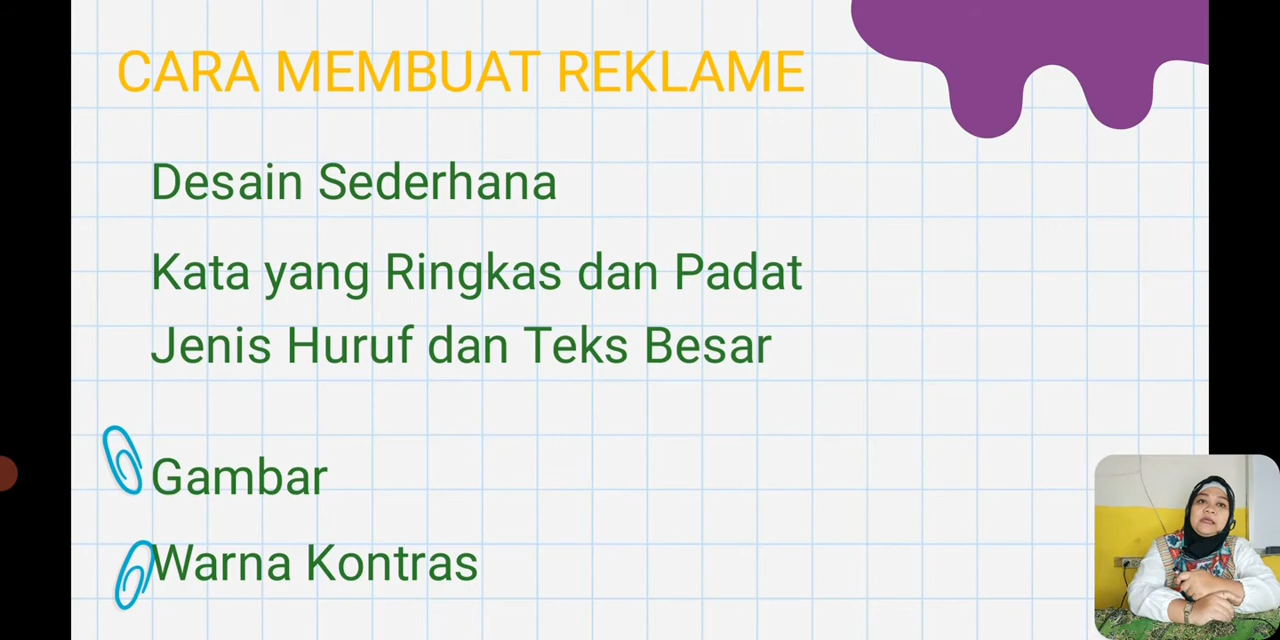 CARA MEMBUAT REKLAME
Desain Sederhana
Kata yang Ringkas dan Padat
Jenis Huruf dan Teks Besar
Gambar
Warna Kontras